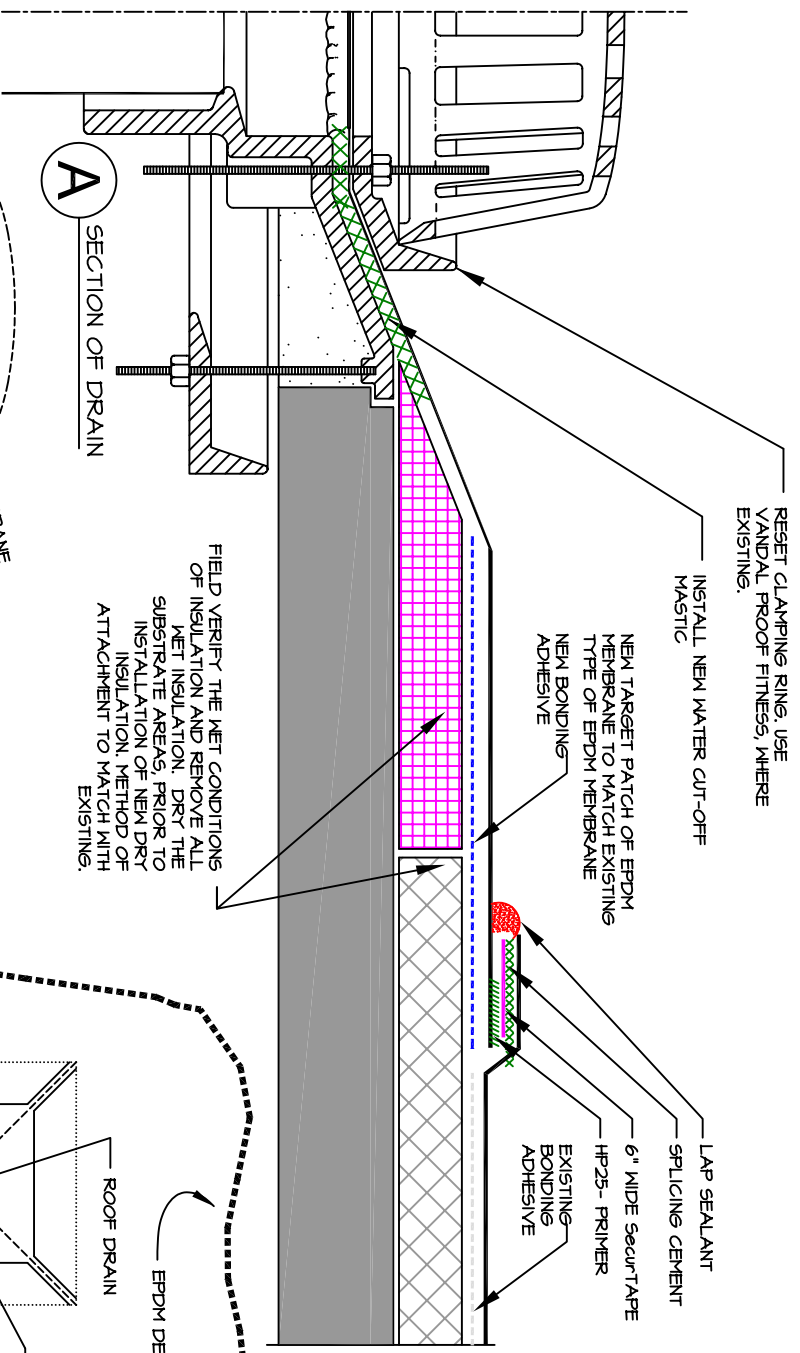 RESET CLAMPING RING. USE
VANDAL PROOF FITNESS, WHERE
EXISTING.
INSTALL NEW WATER CUT-OFF
MASTIC
NEW TARGET PATCH OF EPDM
MEMBRANE TO MATCH EXISTING
TYPE OF EPDM MEMBRANE
NEW BONDING
ADHESIVE
LAP SEALANT
SPLICING CEMENT
6" WIDE SecurTAPE
HP25- PRIMER
EXISTING
BONDING
ADHESIVE
FIELD VERIFY THE WET CONDITIONS
OF INSULATION AND REMOVE ALL
WET INSULATION. DRY THE
SUBSTRATE AREAS, PRIOR TO
INSTALLATION OF NEW DRY
INSULATION. METHOD OF
ATTACHMENT TO MATCH WITH
EXISTING.
A
SECTION OF DRAIN
ROOF DRAIN
EPDM DE